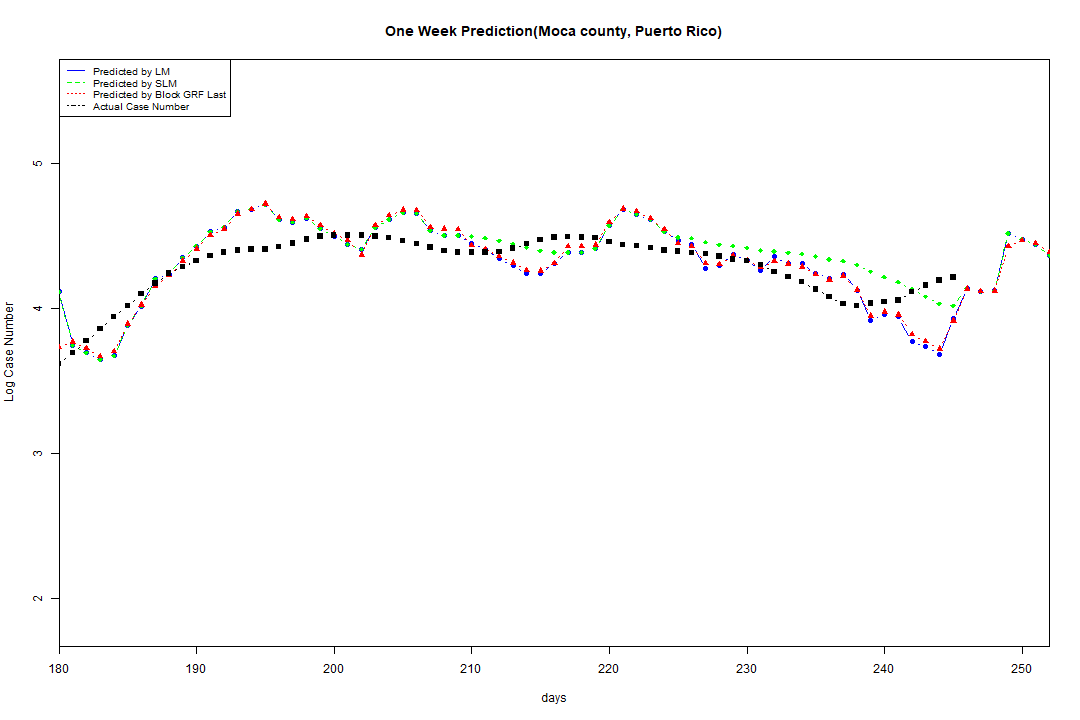 One Week Prediction(Moca county, Puerto Rico)
Predicted by LM
Predicted by SLM
Predicted by Block GRF Last
Actual Case Number
5
4
3
2
Log Case Number
180 190 200 210 220 230 240 250
days